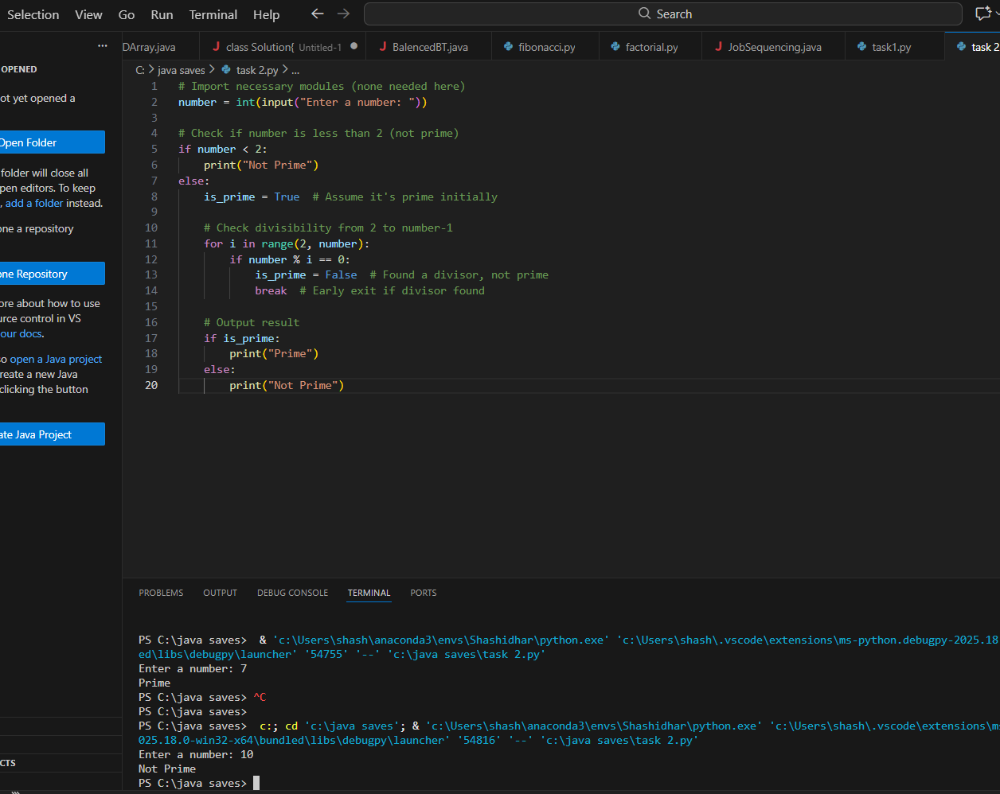 Selection View Go Run Terminal Help Search
DArray.java class Solution{ Untitled-1 BalencedBT.java fibonacci.py factorial.py JobSequencing.java task1.py task 2
OPENED
ot yet opened a
Open Folder
folder will close all
pen editors. To keep
, add a folder instead.
one a repository
one Repository
ore about how to use
urce control in VS
our docs.
so open a Java project
reate a new Java
clicking the button
ate Java Project
CTS
C: > java saves > task 2.py > ...
1 # Import necessary modules (none needed here)
2 number = int(input("Enter a number: "))
3
4 # Check if number is less than 2 (not prime)
5 if number < 2:
6     print("Not Prime")
7 else:
8     is_prime = True  # Assume it's prime initially
9
10     # Check divisibility from 2 to number-1
11     for i in range(2, number):
12         if number % i == 0:
13             is_prime = False  # Found a divisor, not prime
14             break  # Early exit if divisor found
15
16     # Output result
17     if is_prime:
18         print("Prime")
19     else:
20         print("Not Prime")
PROBLEMS OUTPUT DEBUG CONSOLE TERMINAL PORTS
PS C:\java saves>  & 'c:\Users\shash\anaconda3\envs\Shashidhar\python.exe' 'c:\Users\shash\.vscode\extensions\ms-python.debugpy-2025.18
ed\libs\debugpy\launcher' '54755' '--' 'c:\java saves\task 2.py'
Enter a number: 7
Prime
PS C:\java saves> ^C
PS C:\java saves>
PS C:\java saves>  c:; cd 'c:\java saves'; & 'c:\Users\shash\anaconda3\envs\Shashidhar\python.exe' 'c:\Users\shash\.vscode\extensions\ms
025.18.0-win32-x64\bundled\libs\debugpy\launcher' '54816' '--' 'c:\java saves\task 2.py'
Enter a number: 10
Not Prime
PS C:\java saves>